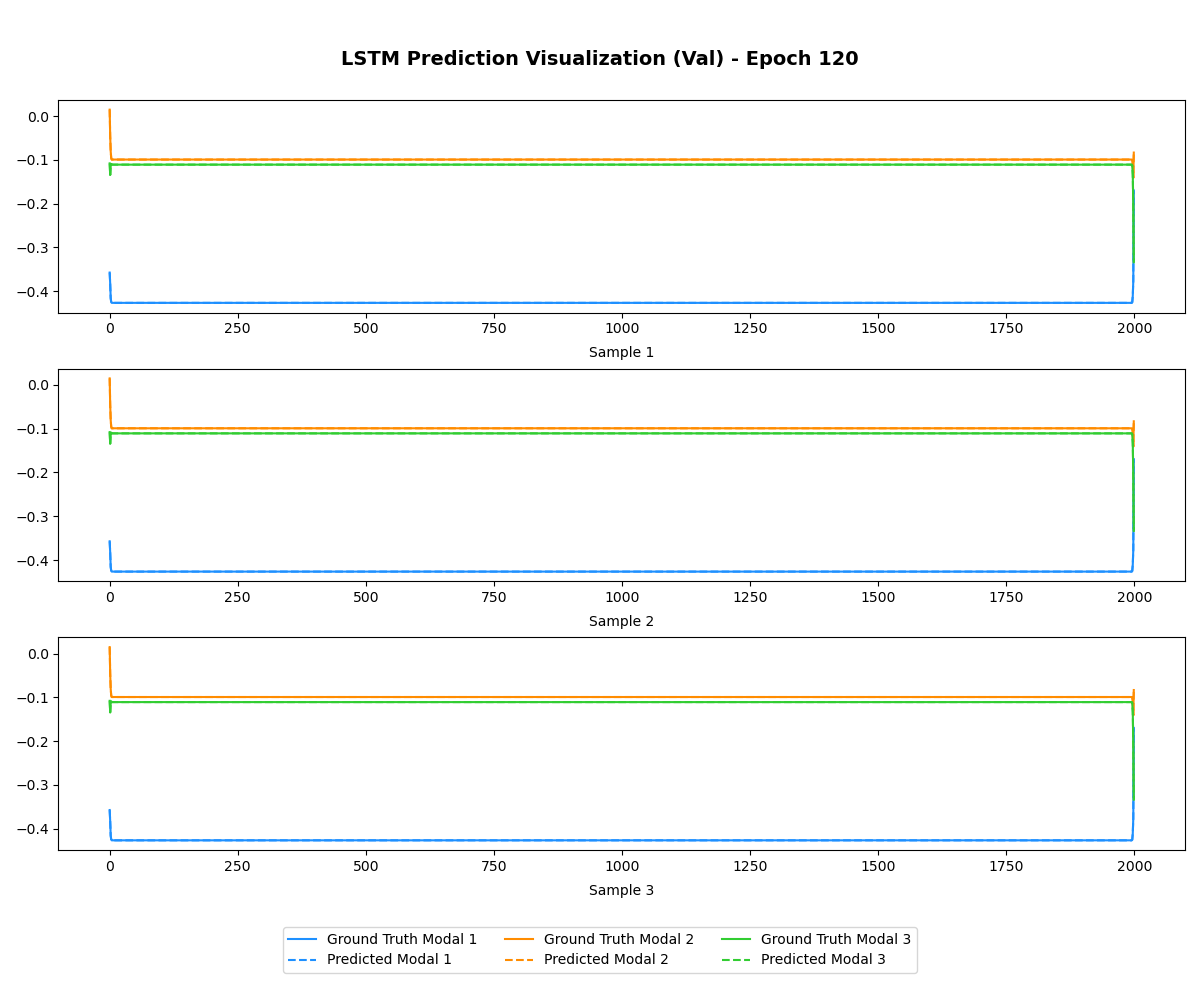 LSTM Prediction Visualization (Val) - Epoch 120
0.0
−0.1
−0.2
−0.3
−0.4
0 250 500 750 1000 1250 1500 1750 2000
Sample 1
0.0
−0.1
−0.2
−0.3
−0.4
0 250 500 750 1000 1250 1500 1750 2000
Sample 2
0.0
−0.1
−0.2
−0.3
−0.4
0 250 500 750 1000 1250 1500 1750 2000
Sample 3
Ground Truth Modal 1 Ground Truth Modal 2 Ground Truth Modal 3
Predicted Modal 1 Predicted Modal 2 Predicted Modal 3